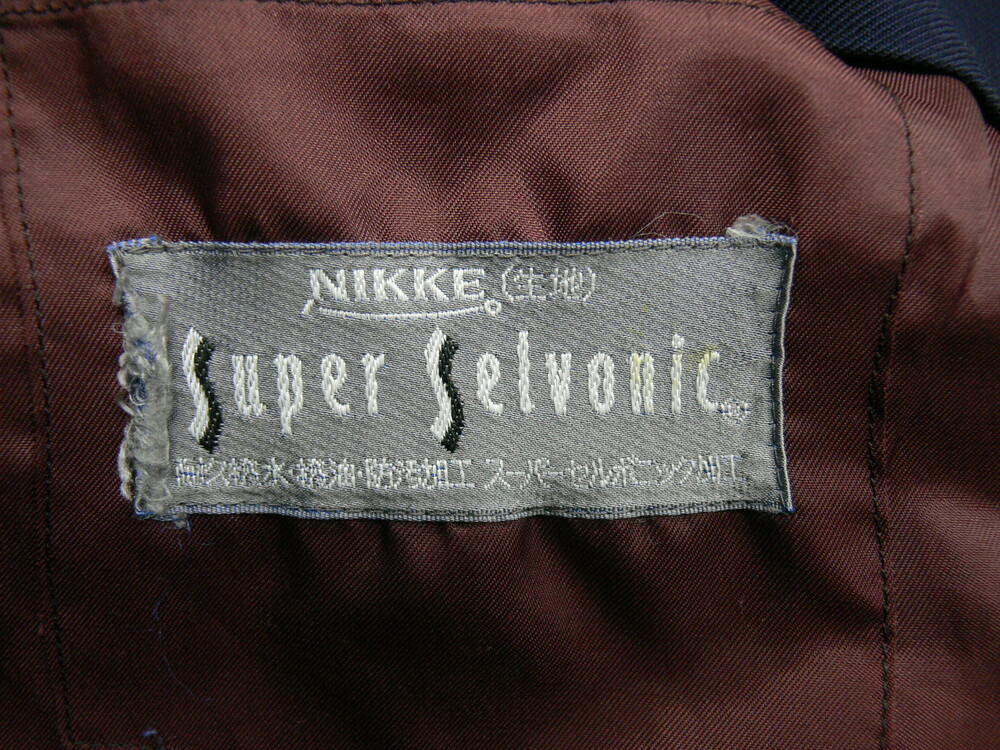 NIKKE (生地)
Super Selvonic
耐久撥水・撥油・防汚加工 スーパーセルボニック加工